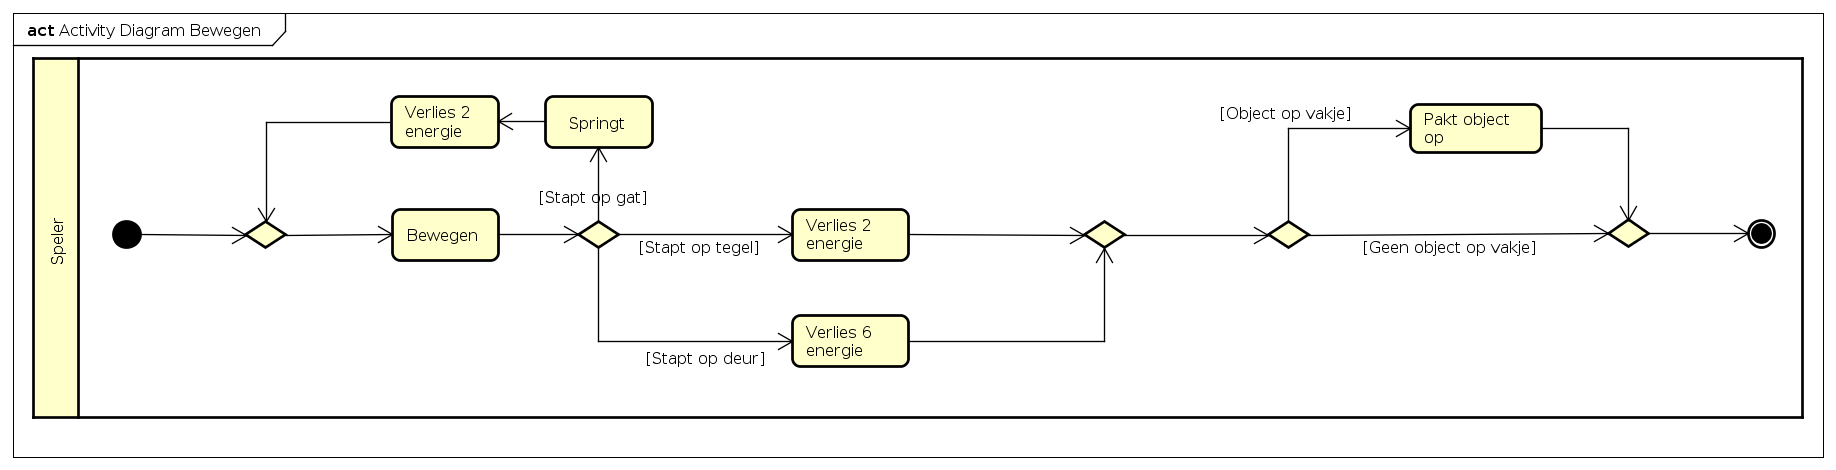 act Activity Diagram Bewegen
Speler
Verlies 2
energie
Springt
[Stapt op gat]
Bewegen
[Stapt op tegel]
Verlies 2
energie
[Stapt op deur]
Verlies 6
energie
[Object op vakje]
Pakt object
op
[Geen object op vakje]